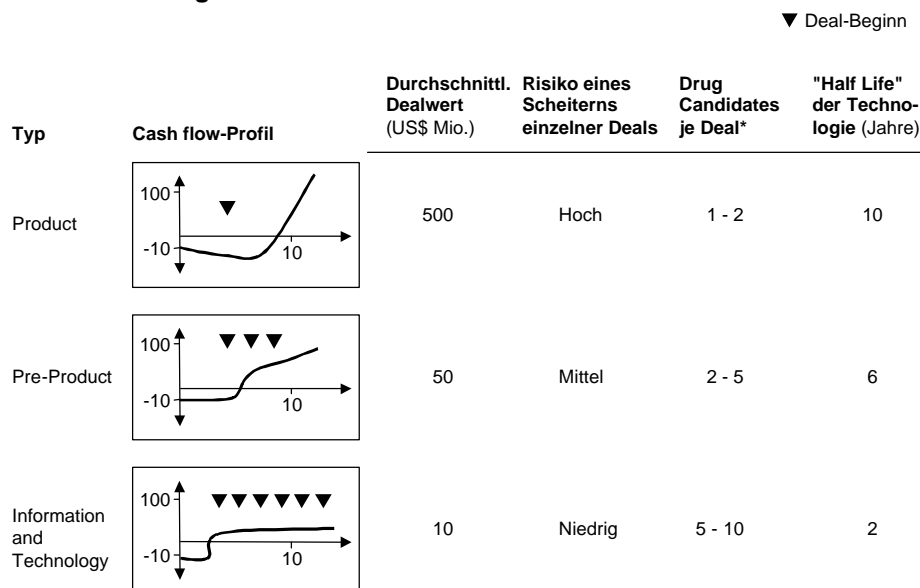 ▼ Deal-Beginn
Typ
Cash flow-Profil
Durchschnittl.
Dealwert
(US$ Mio.)
Risiko eines
Scheiterns
einzelner Deals
Drug
Candidates
je Deal*
"Half Life"
der Techno-
logie (Jahre)
Product
100
-10
10
500
Hoch
1 - 2
10
Pre-Product
100
-10
10
50
Mittel
2 - 5
6
Information
and
Technology
100
-10
10
10
Niedrig
5 - 10
2